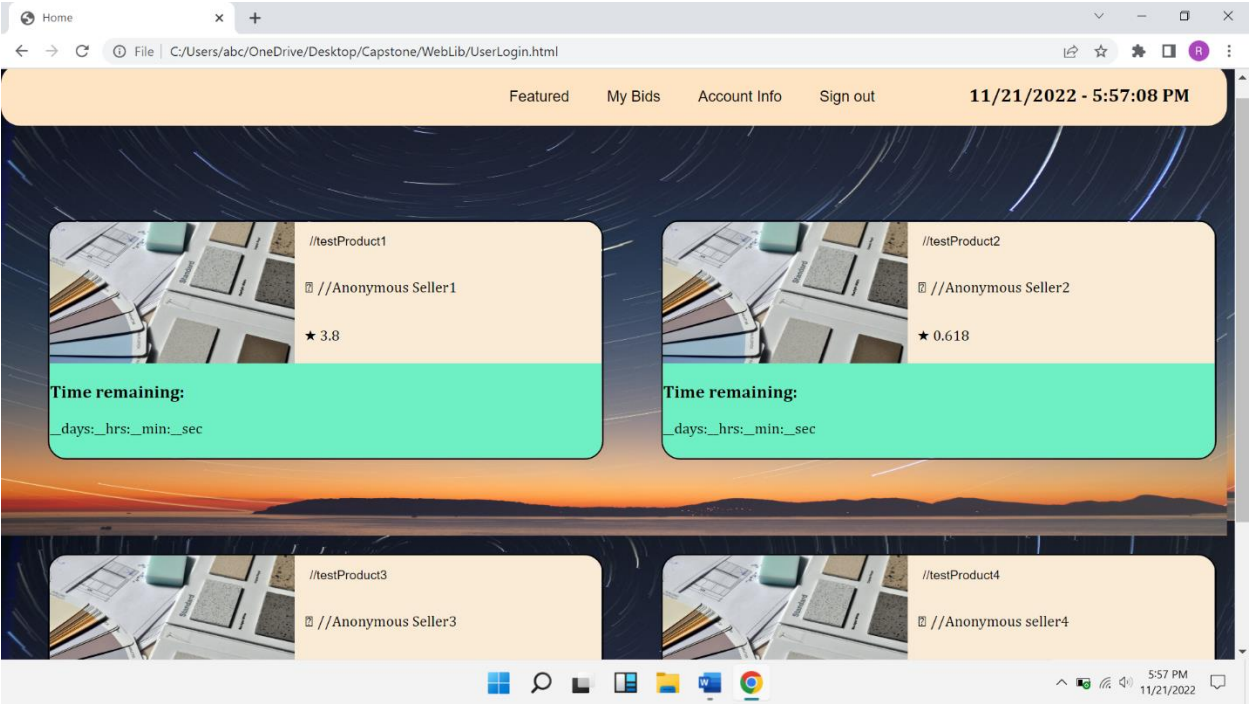 Home
File | C:/Users/abc/OneDrive/Desktop/Capstone/WebLib/UserLogin.html
R
Featured My Bids Account Info Sign out 11/21/2022 - 5:57:08 PM
//testProduct1
//Anonymous Seller1
★ 3.8
Time remaining:
__days:__hrs:__min:__sec
//testProduct2
//Anonymous Seller2
★ 0.618
Time remaining:
__days:__hrs:__min:__sec
//testProduct3
//Anonymous Seller3
//testProduct4
//Anonymous seller4
W
5:57 PM
11/21/2022